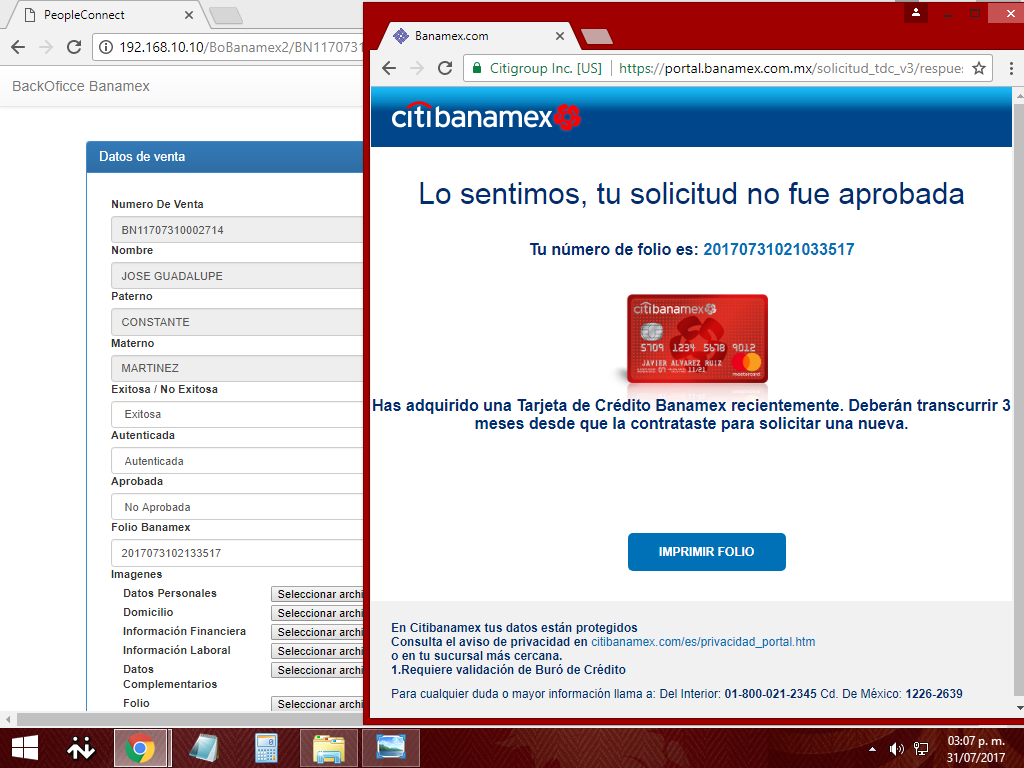 PeopleConnect
192.168.10.10/BoBanamex2/BN1170731
BackOficce Banamex
Datos de venta
Numero De Venta
BN11707310002714
Nombre
JOSE GUADALUPE
Paterno
CONSTANTE
Materno
MARTINEZ
Exitosa / No Exitosa
Exitosa
Autenticada
Autenticada
Aprobada
No Aprobada
Folio Banamex
2017073102133517
Imagenes
Datos Personales
Seleccionar archi
Domicilio
Seleccionar archi
Información Financiera
Seleccionar archi
Información Laboral
Seleccionar archi
Datos
Complementarios
Seleccionar archi
Folio
Seleccionar archi
Banamex.com
Citigroup Inc. [US]
https://portal.banamex.com.mx/solicitud_tdc_v3/respue
citibanamex
Lo sentimos, tu solicitud no fue aprobada
Tu número de folio es: 20170731021033517
citibanamex
5709 1234 5678 9012
JAVIER ALVAREZ RUIZ
07 11/21
mastercard
Has adquirido una Tarjeta de Crédito Banamex recientemente. Deberán transcurrir 3
meses desde que la contrataste para solicitar una nueva.
IMPRIMIR FOLIO
En Citibanamex tus datos están protegidos
Consulta el aviso de privacidad en citibanamex.com/es/privacidad_portal.htm
o en tu sucursal más cercana.
1.Requiere validación de Buró de Crédito
Para cualquier duda o mayor información llama a: Del Interior: 01-800-021-2345 Cd. De México: 1226-2639
03:07 p. m.
31/07/2017